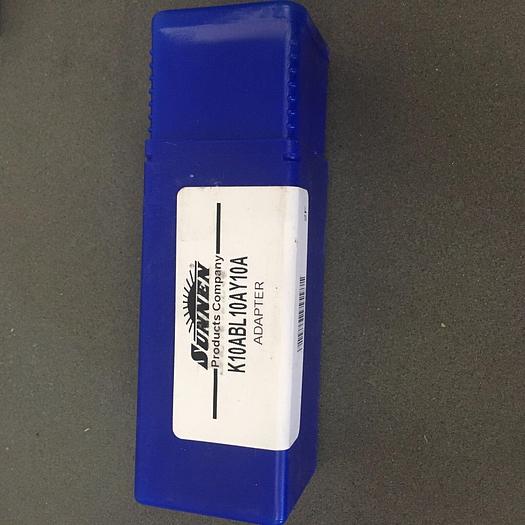 SUNNEN®
Products Company
K10ABL10AY10A
ADAPTER